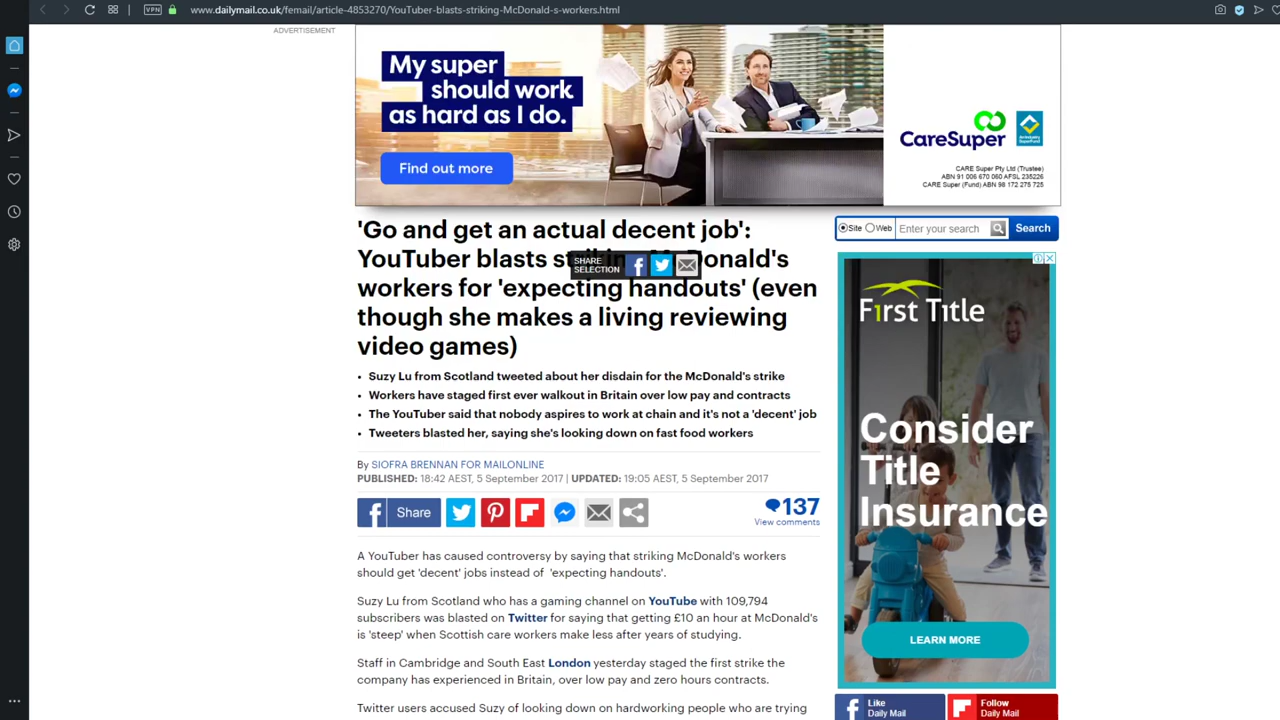 VPN
www.dailymail.co.uk/femail/article-4853270/YouTuber-blasts-striking-McDonald-s-workers.html
ADVERTISEMENT
My super
should work
as hard as I do.
Find out more
CareSuper
CARE Super Pty Ltd (Trustee)
ABN 91 006 670 060 AFSL 235226
CARE Super (Fund) ABN 98 172 275 725
'Go and get an actual decent job':
YouTuber blasts striking McDonald's
SHARE
SELECTION
workers for 'expecting handouts' (even
though she makes a living reviewing
video games)
• Suzy Lu from Scotland tweeted about her disdain for the McDonald's strike
• Workers have staged first ever walkout in Britain over low pay and contracts
• The YouTuber said that nobody aspires to work at chain and it's not a 'decent' job
• Tweeters blasted her, saying she's looking down on fast food workers
By SIOFRA BRENNAN FOR MAILONLINE
PUBLISHED: 18:42 AEST, 5 September 2017 | UPDATED: 19:05 AEST, 5 September 2017
Share
137
View comments
A YouTuber has caused controversy by saying that striking McDonald's workers
should get 'decent' jobs instead of 'expecting handouts'.
Suzy Lu from Scotland who has a gaming channel on YouTube with 109,794
subscribers was blasted on Twitter for saying that getting £10 an hour at McDonald's
is 'steep' when Scottish care workers make less after years of studying.
Staff in Cambridge and South East London yesterday staged the first strike the
company has experienced in Britain, over low pay and zero hours contracts.
Twitter users accused Suzy of looking down on hardworking people who are trying
Site
Web
Enter your search
Search
First Title
Consider
Title
Insurance
LEARN MORE
Like
Daily Mail
Follow
Daily Mail